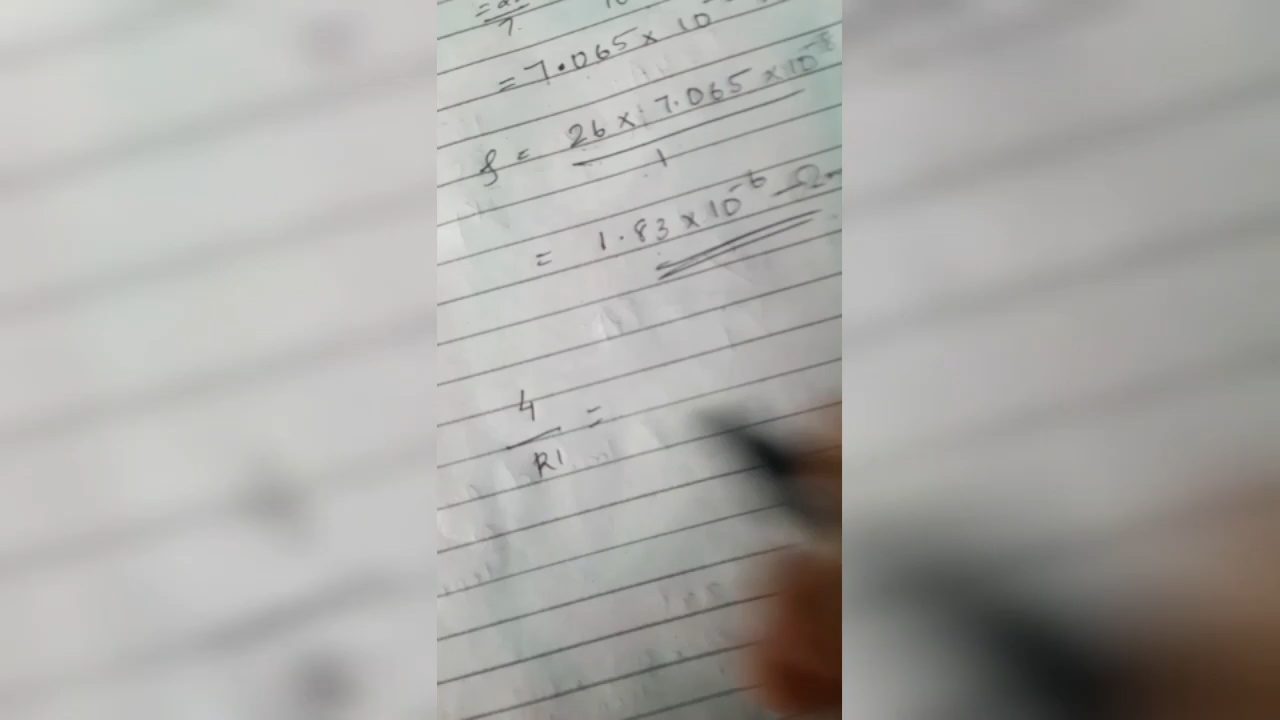 = 7.065 × 10
ρ = 26 × 7.065 × 10⁻⁸
1
= 1.83 × 10⁻⁶ Ω
4
R1 =